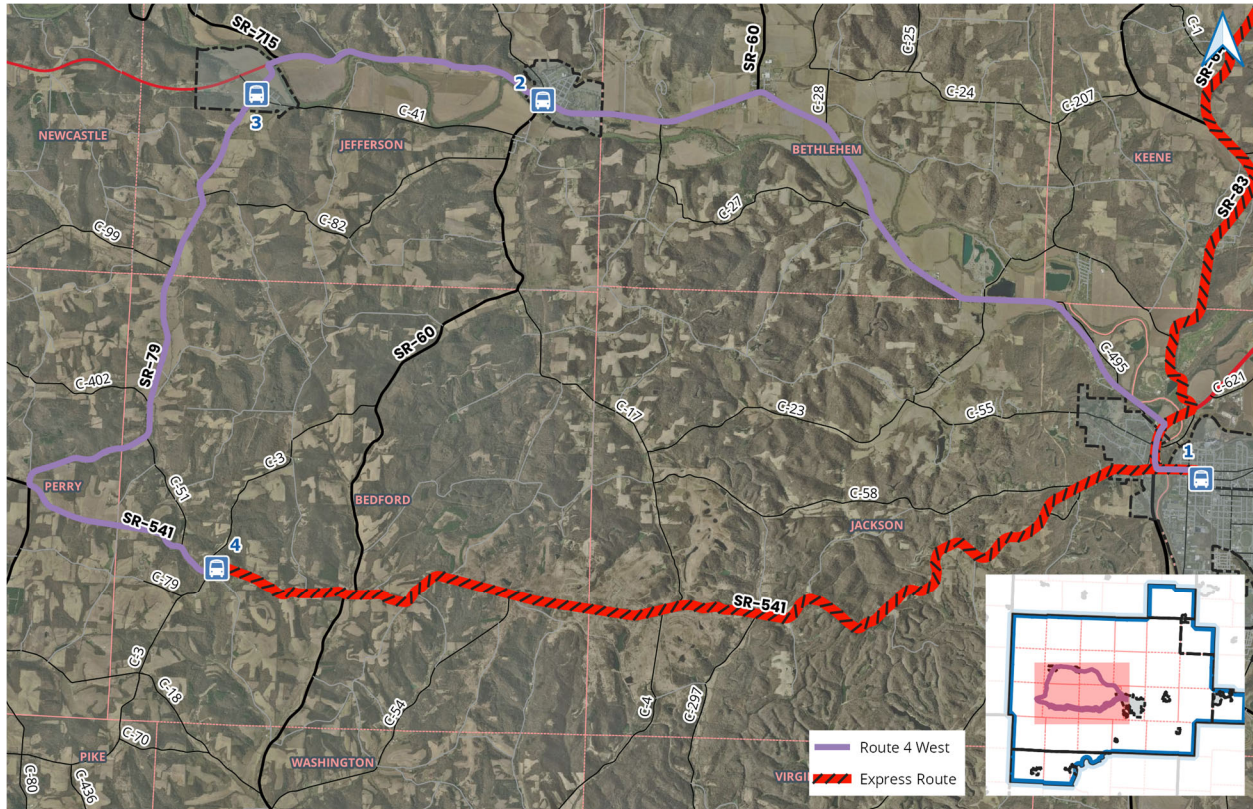 SR-715
SR-60
C-25
C-1
2
C-28
C-24
C-207
3
C-41
NEWCASTLE
JEFFERSON
BETHLEHEM
KEENE
SR-83
C-27
C-82
C-99
SR-60
SR-79
C-495
C-402
C-621
C-17
C-23
C-55
1
C-3
PERRY
C-51
BEDFORD
C-58
JACKSON
SR-541
4
C-79
SR-541
C-3
C-18
C-4
C-297
C-54
C-70
PIKE
WASHINGTON
C-80
C-436
Route 4 West
Express Route